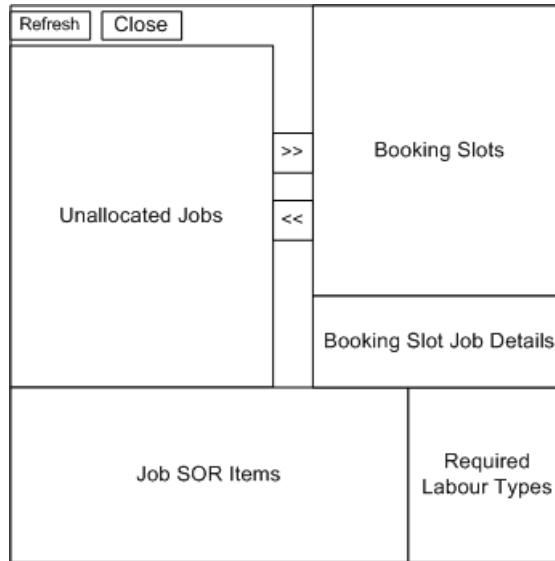 Refresh
Close
Unallocated Jobs
>>
<<
Booking Slots
Booking Slot Job Details
Job SOR Items
Required
Labour Types